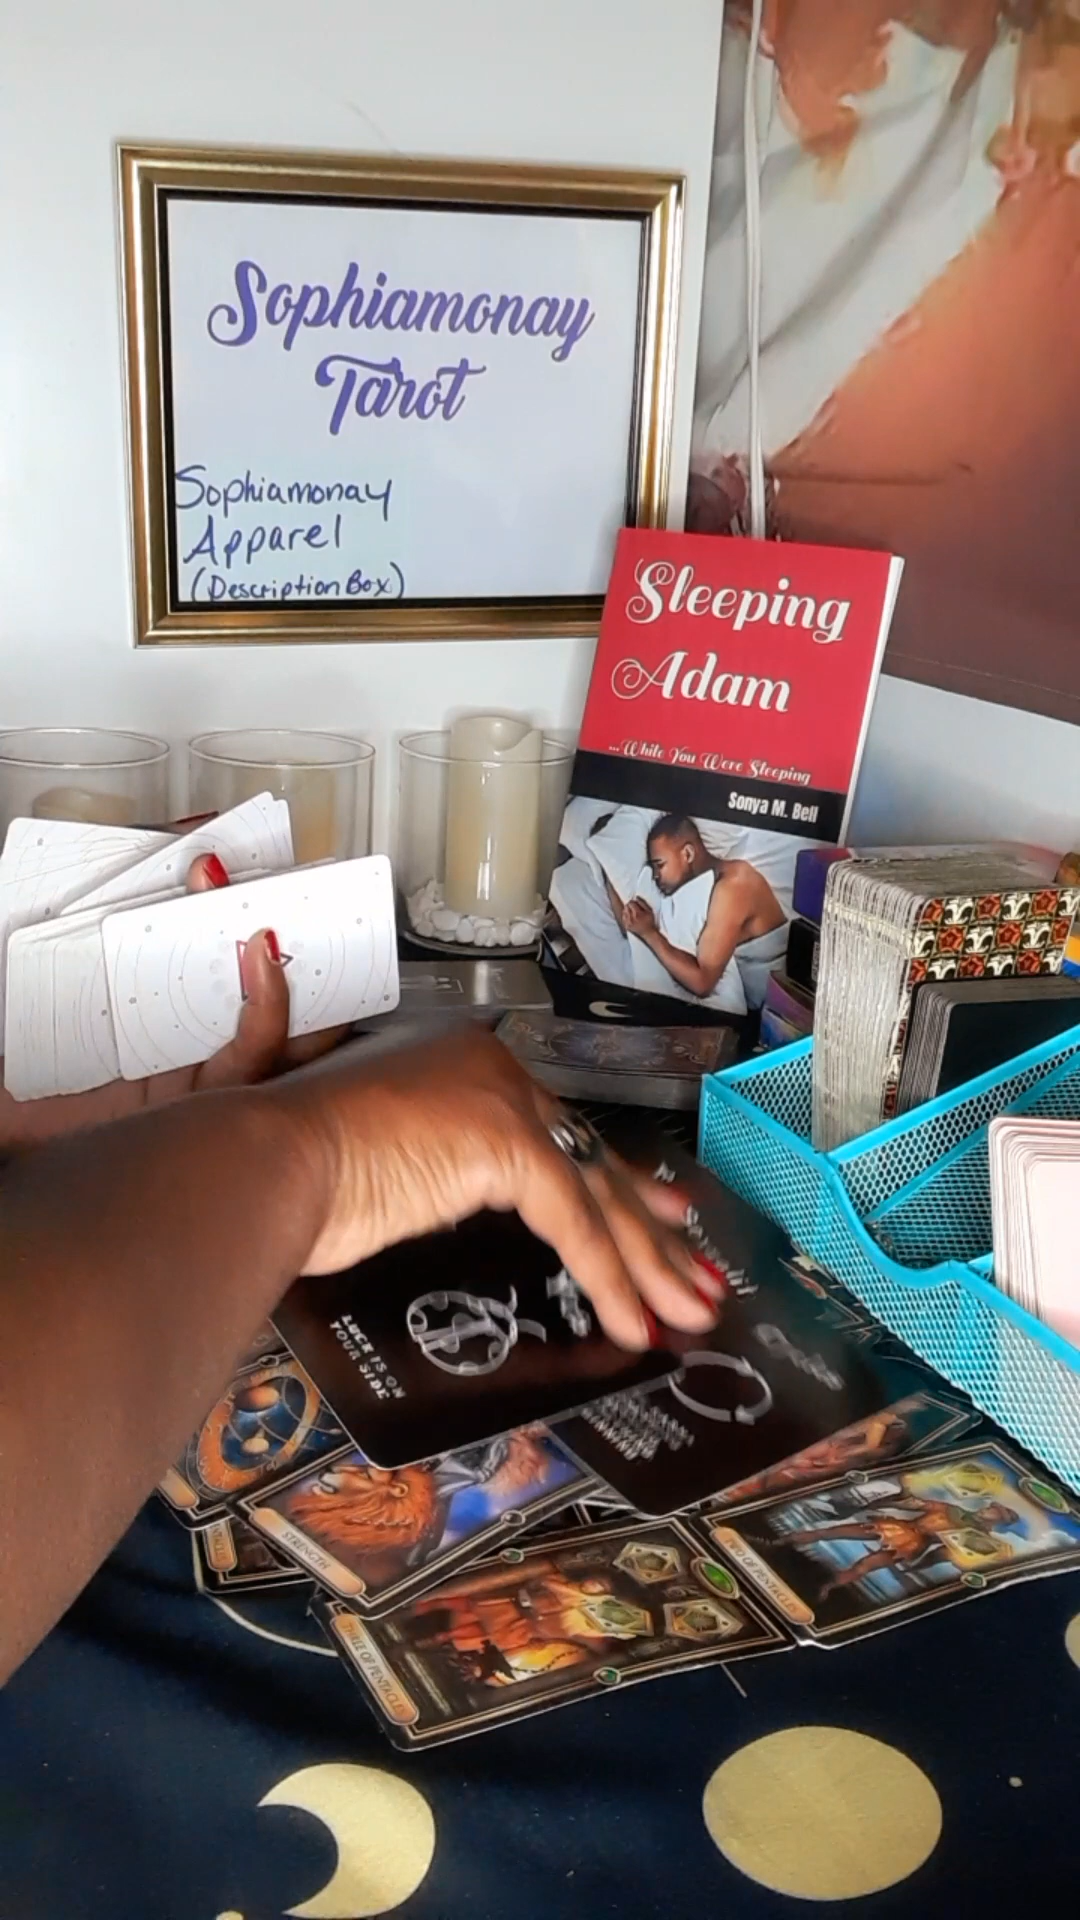 Sophiamonay
Tarot
Sophiamonay
Apparel
(Description Box)
Sleeping
Adam
...While You Were Sleeping
Sonya M. Bell
LUCK IS ON
YOUR SIDE
STRENGTH
THREE OF PENTACLES
TWO OF PENTACLES